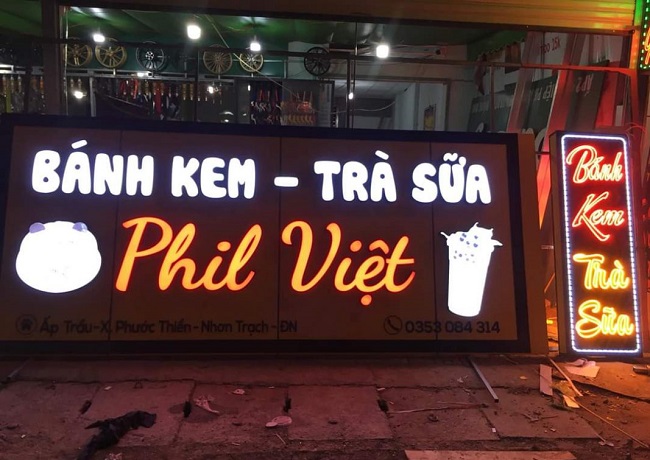 BÁNH KEM - TRÀ SỮA
Phil Việt
Ấp Trầu-X. Phước Thiền-Nhơn Trạch-ĐN
0353 084 314
Bánh
Kem
Trà
Sữa